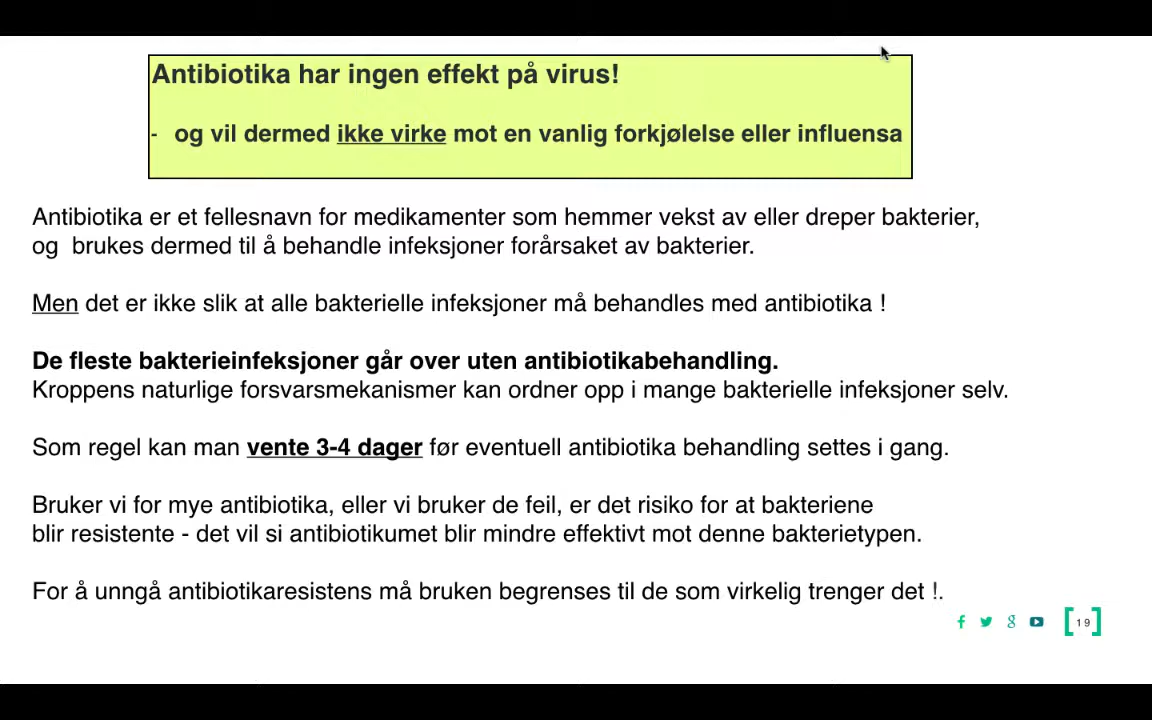 Antibiotika har ingen effekt på virus!
- og vil dermed ikke virke mot en vanlig forkjølelse eller influensa
Antibiotika er et fellesnavn for medikamenter som hemmer vekst av eller dreper bakterier,
og  brukes dermed til å behandle infeksjoner forårsaket av bakterier.
Men det er ikke slik at alle bakterielle infeksjoner må behandles med antibiotika !
De fleste bakterieinfeksjoner går over uten antibiotikabehandling.
Kroppens naturlige forsvarsmekanismer kan ordner opp i mange bakterielle infeksjoner selv.
Som regel kan man vente 3-4 dager før eventuell antibiotika behandling settes i gang.
Bruker vi for mye antibiotika, eller vi bruker de feil, er det risiko for at bakteriene
blir resistente - det vil si antibiotikumet blir mindre effektivt mot denne bakterietypen.
For å unngå antibiotikaresistens må bruken begrenses til de som virkelig trenger det !.
[19]